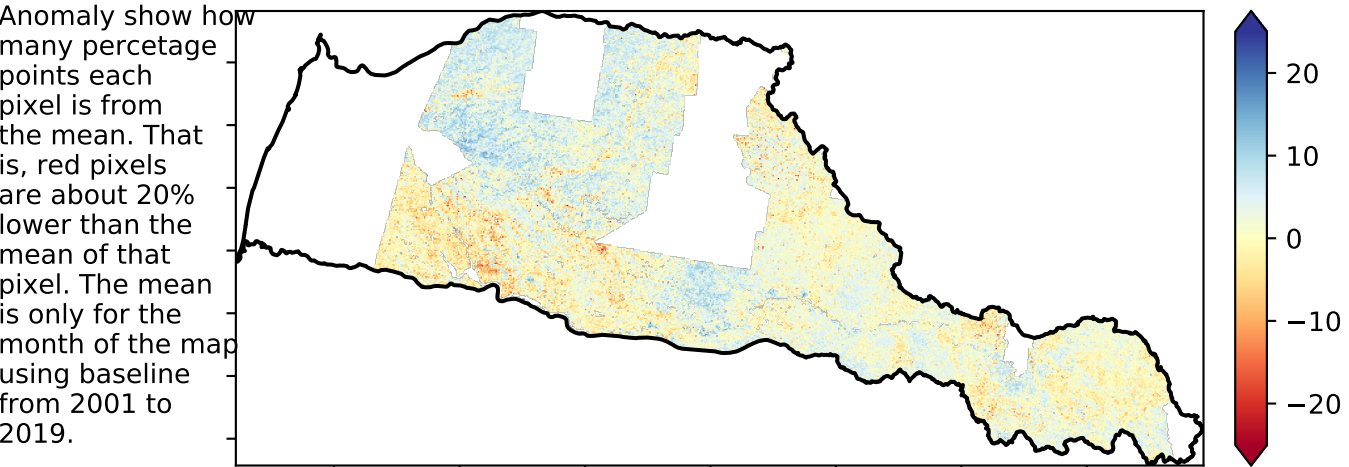 Anomaly show how
many percetage
points each
pixel is from
the mean. That
is, red pixels
are about 20%
lower than the
mean of that
pixel. The mean
is only for the
month of the map
using baseline
from 2001 to
2019.
20
10
0
−10
−20